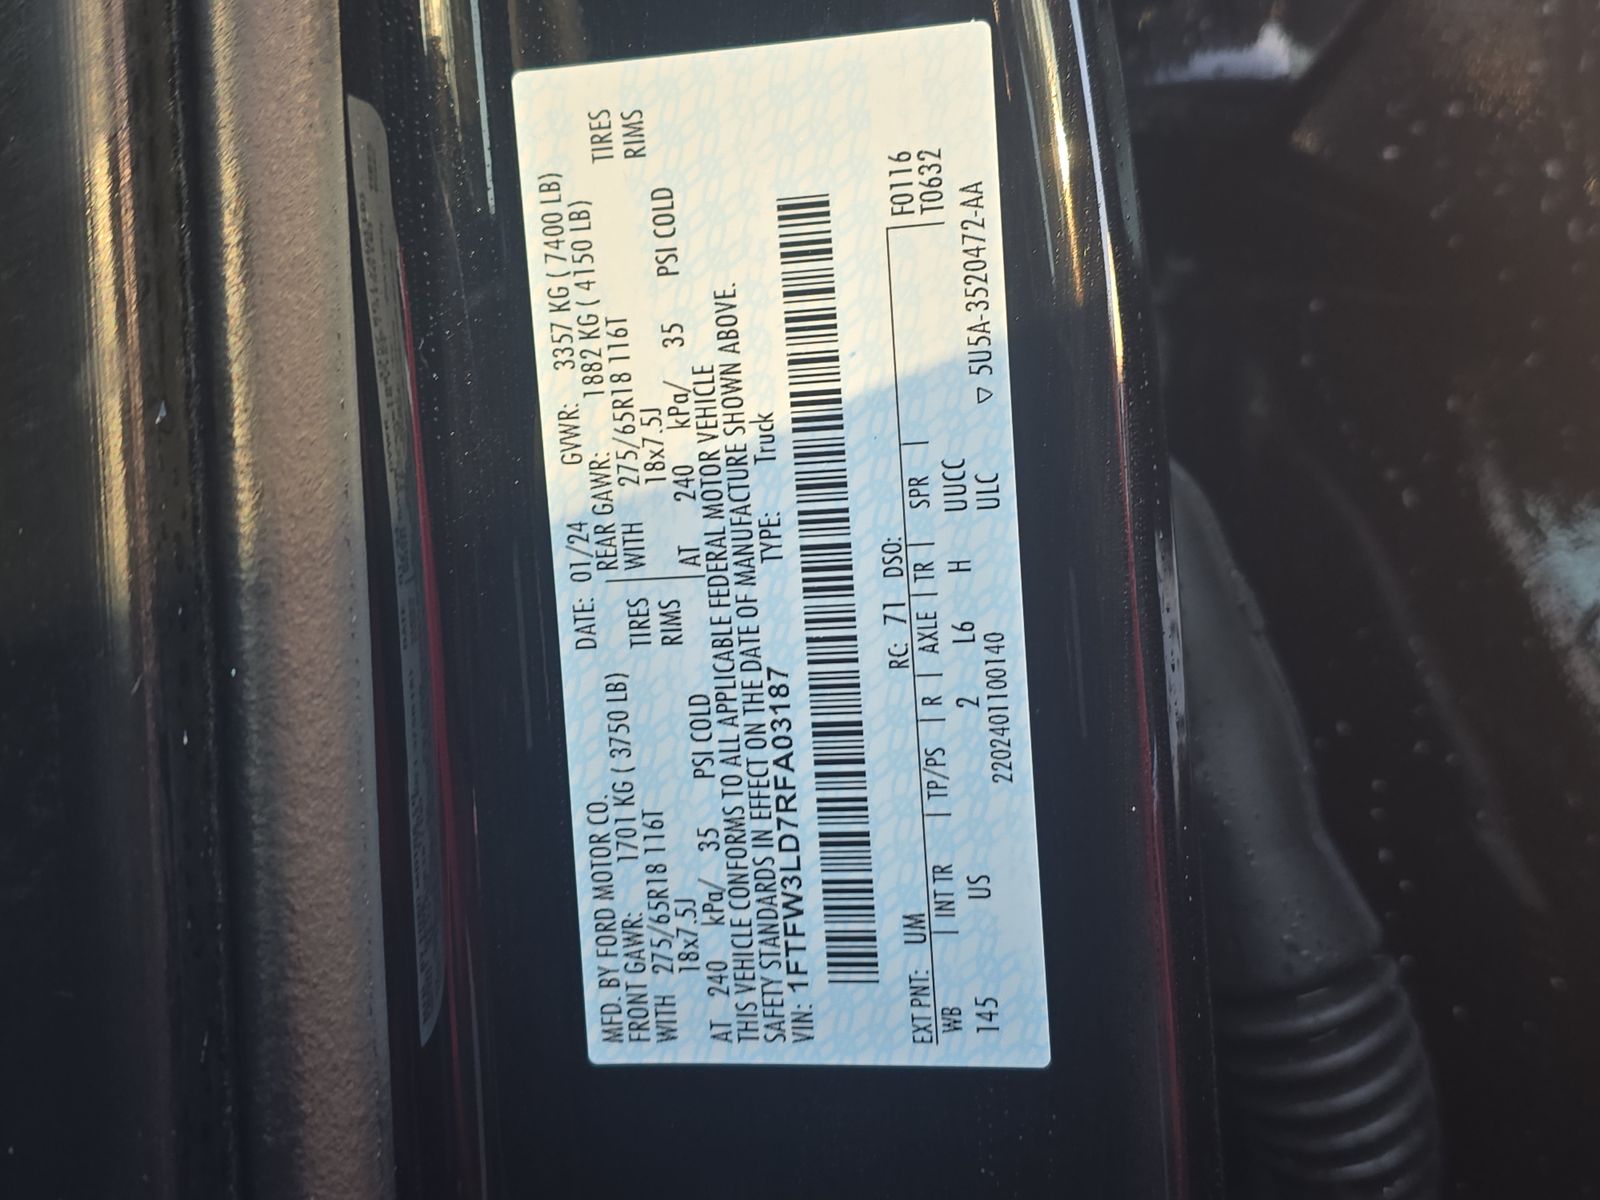 MFD. BY FORD MOTOR CO. DATE: 01/24 GVWR: 3357 KG ( 7400 LB)
FRONT GAWR: 1701 KG ( 3750 LB) REAR GAWR: 1882 KG ( 4150 LB)
WITH 275/65R18 116T TIRES WITH 275/65R18 116T TIRES
18x7.5J RIMS 18x7.5J RIMS
AT 240 kPa/ 35 PSI COLD AT 240 kPa/ 35 PSI COLD
THIS VEHICLE CONFORMS TO ALL APPLICABLE FEDERAL MOTOR VEHICLE
SAFETY STANDARDS IN EFFECT ON THE DATE OF MANUFACTURE SHOWN ABOVE.
VIN: 1FTFW3LD7RFA03187 TYPE: Truck
EXT PNT: UM RC: 71 DSO: F0116
WB INT TR TP/PS R AXLE TR SPR T0632
145 US 2 L6 H UUCC
2202401100140 ULC ▽ 5U5A-3520472-AA